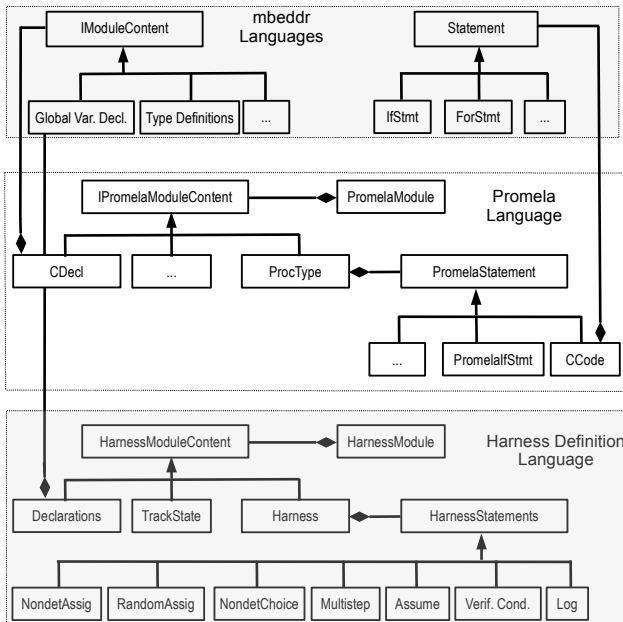 IModuleContent
mbeddr
Languages
Statement
Global Var. Decl.
Type Definitions
...
IfStmt
ForStmt
...
IPromelaModuleContent
PromelaModule
Promela
Language
CDecl
...
ProcType
PromelaStatement
...
PromelaIfStmt
CCode
HarnessModuleContent
HarnessModule
Harness Definition
Language
Declarations
TrackState
Harness
HarnessStatements
NondetAssig
RandomAssig
NondetChoice
Multistep
Assume
Verif. Cond.
Log